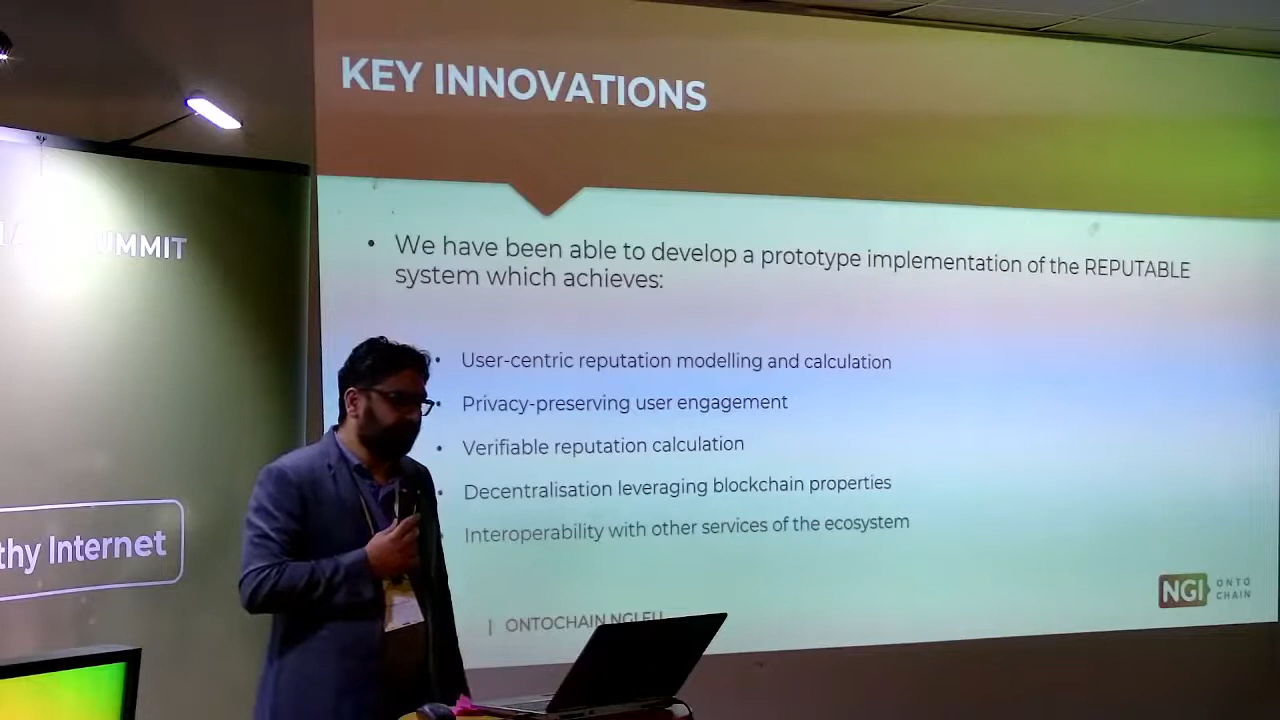 KEY INNOVATIONS
UMMIT
• We have been able to develop a prototype implementation of the REPUTABLE
system which achieves:
• User-centric reputation modelling and calculation
• Privacy-preserving user engagement
• Verifiable reputation calculation
• Decentralisation leveraging blockchain properties
• Interoperability with other services of the ecosystem
thy Internet
NGI ONTO
CHAIN
| ONTOCHAIN.NGI.EU